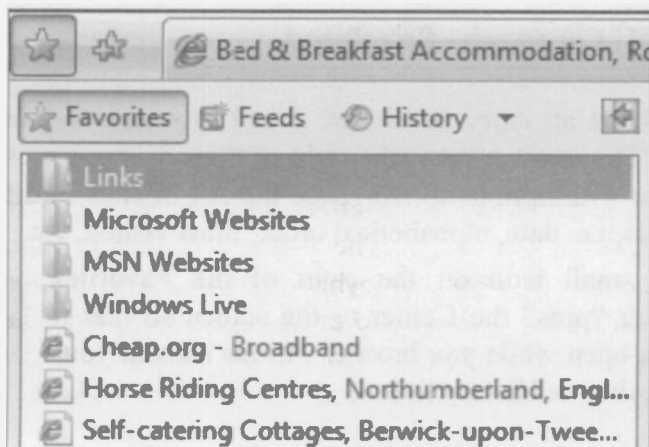 Bed & Breakfast Accommodation, Ro
Favorites Feeds History
Links
Microsoft Websites
MSN Websites
Windows Live
Cheap.org - Broadband
Horse Riding Centres, Northumberland, Engl...
Self-catering Cottages, Berwick-upon-Twee...